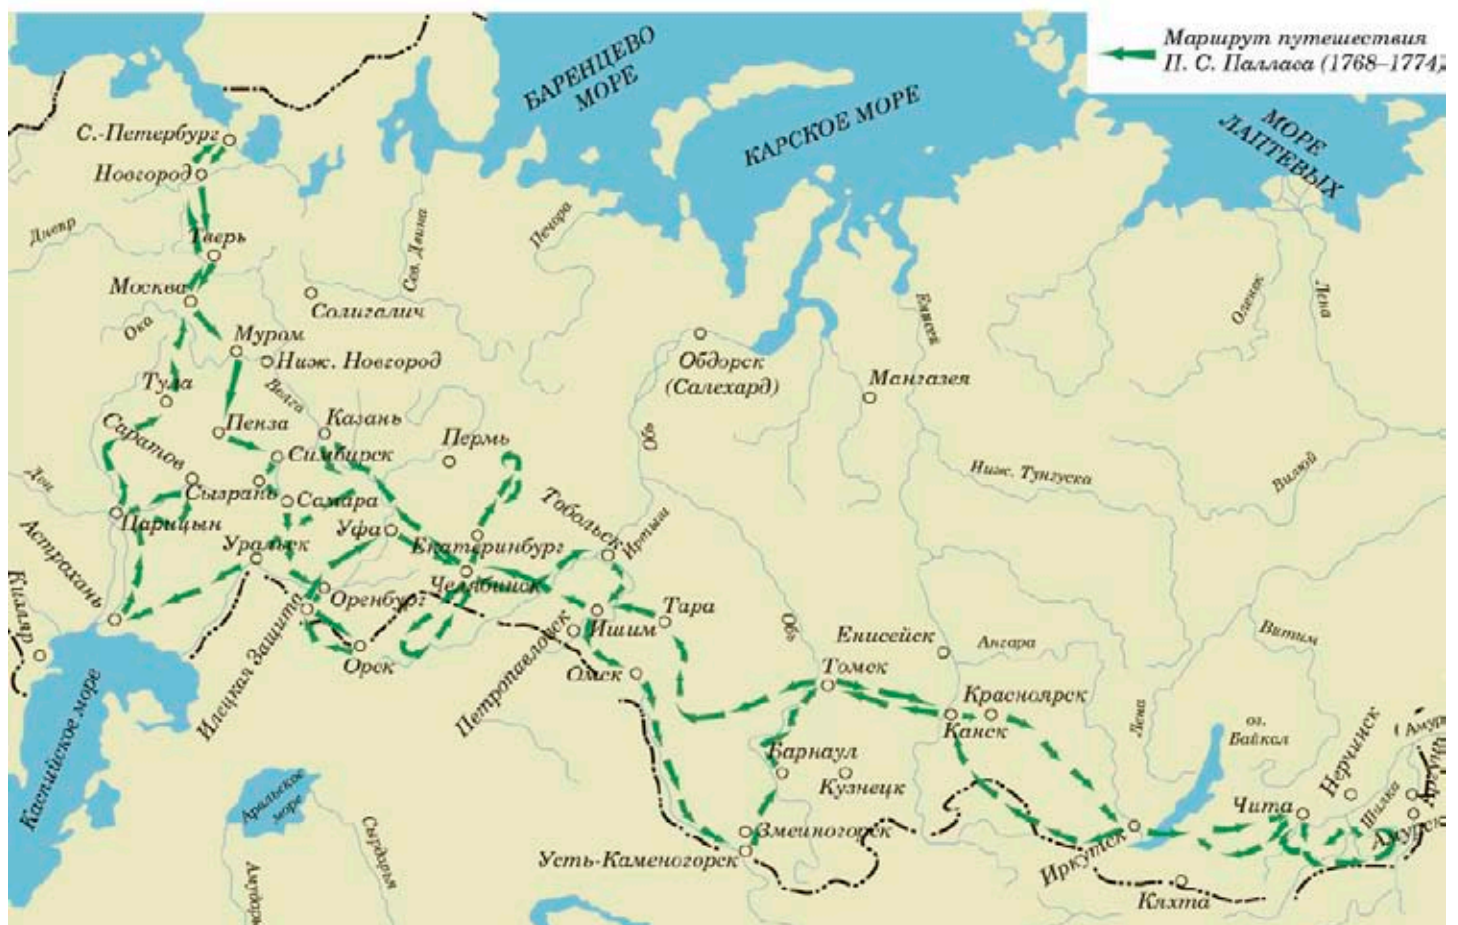 Маршрут путешествия
П. С. Палласа (1768–1774)
БАРЕНЦЕВО
МОРЕ
КАРСКОЕ МОРЕ
МОРЕ
ЛАПТЕВЫХ
С.-Петербург
Новгород
Днепр
Тверь
Сев. Двина
Печора
Москва
Солигалич
Енисей
Оленек
Лена
Ока
Муром
Ниж. Новгород
Обдорск
(Салехард)
Мангазея
Тула
Волга
Пенза
Казань
Пермь
Обь
Саратов
Симбирск
Сызрань
Самара
Дон
Царицын
Уфа
Тобольск
Иртыш
Ниж. Тунгуска
Вилюй
Астрахань
Уральск
Екатеринбург
Челябинск
Кизляр
Оренбург
Илецкая Защита
Орск
Петропавловск
Ишим
Тара
Омск
Обь
Енисейск
Ангара
Витим
Томск
Красноярск
Канск
Лена
оз.
Байкал
Нерчинск
Каспийское море
Аральское
море
Барнаул
Кузнецк
Чита
Шилка
Сырдарья
Змеиногорск
Усть-Каменогорск
Иркутск
Кяхта